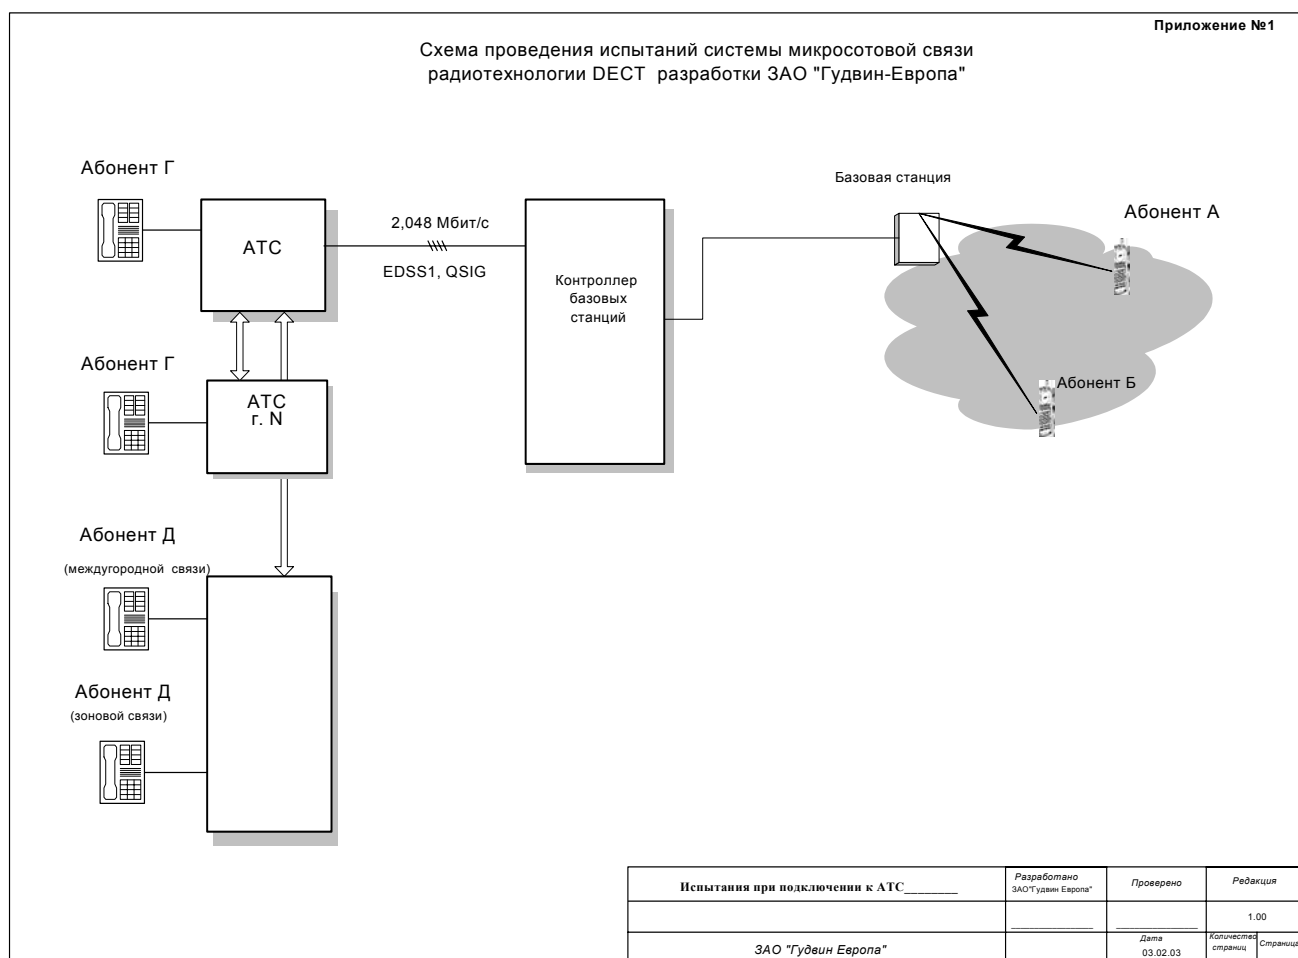 Приложение №1
Схема проведения испытаний системы микросотовой связи
радиотехнологии DECT разработки ЗАО "Гудвин-Европа"
Абонент Г
АТС
2,048 Мбит/с
EDSS1, QSIG
Контроллер
базовых
станций
Базовая станция
Абонент А
Абонент Б
Абонент Г
АТС
г. N
Абонент Д
(междугородной связи)
Абонент Д
(зоновой связи)
Испытания при подключении к АТС________
Разработано
ЗАО"Гудвин Европа"
Проверено
Редакция
1.00
ЗАО "Гудвин Европа"
Дата
03.02.03
Количество
страниц
Страница